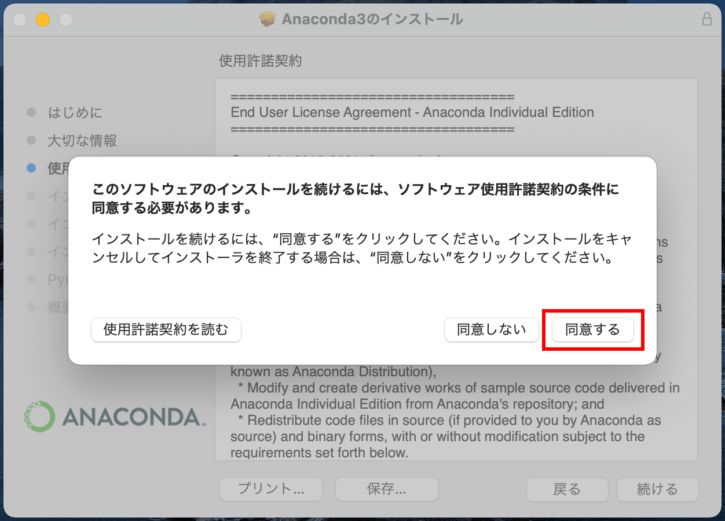 Anaconda3のインストール
使用許諾契約
はじめに
大切な情報
使用
イン
イン
イン
Pyt
概要
====================================
End User License Agreement - Anaconda Individual Edition
====================================
このソフトウェアのインストールを続けるには、ソフトウェア使用許諾契約の条件に
同意する必要があります。
インストールを続けるには、“同意する”をクリックしてください。インストールをキャ
ンセルしてインストーラを終了する場合は、“同意しない”をクリックしてください。
使用許諾契約を読む
同意しない
同意する
known as Anaconda Distribution),
* Modify and create derivative works of sample source code delivered in
Anaconda Individual Edition from Anaconda's repository; and
* Redistribute code files in source (if provided to you by Anaconda as
source) and binary forms, with or without modification subject to the
requirements set forth below.
ANACONDA
プリント...
保存...
戻る
続ける